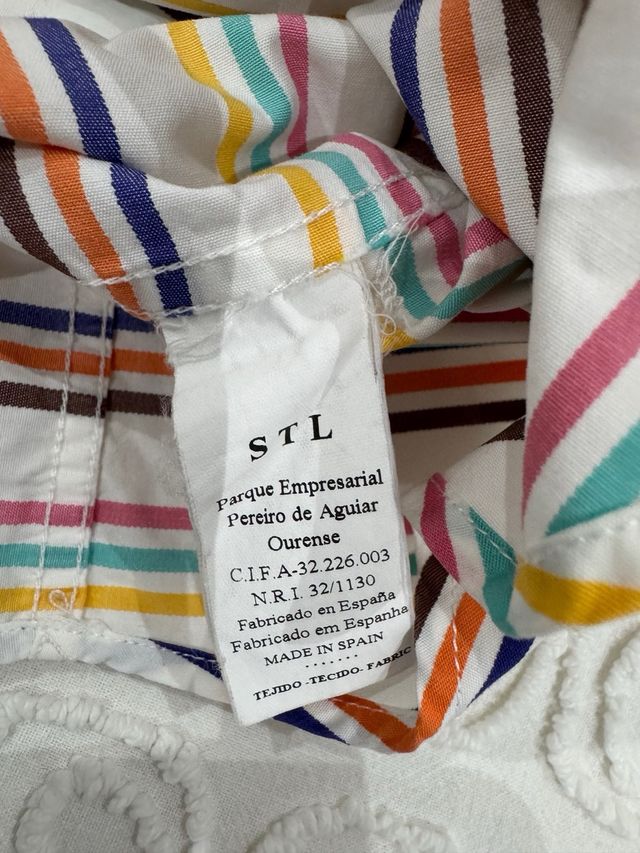 STL
Parque Empresarial
Pereiro de Aguiar
Ourense
C.I.F.A-32.226.003
N.R.I. 32/1130
Fabricado en España
Fabricado em Espanha
MADE IN SPAIN
.......
TEJIDO -TECIDO- FABRIC